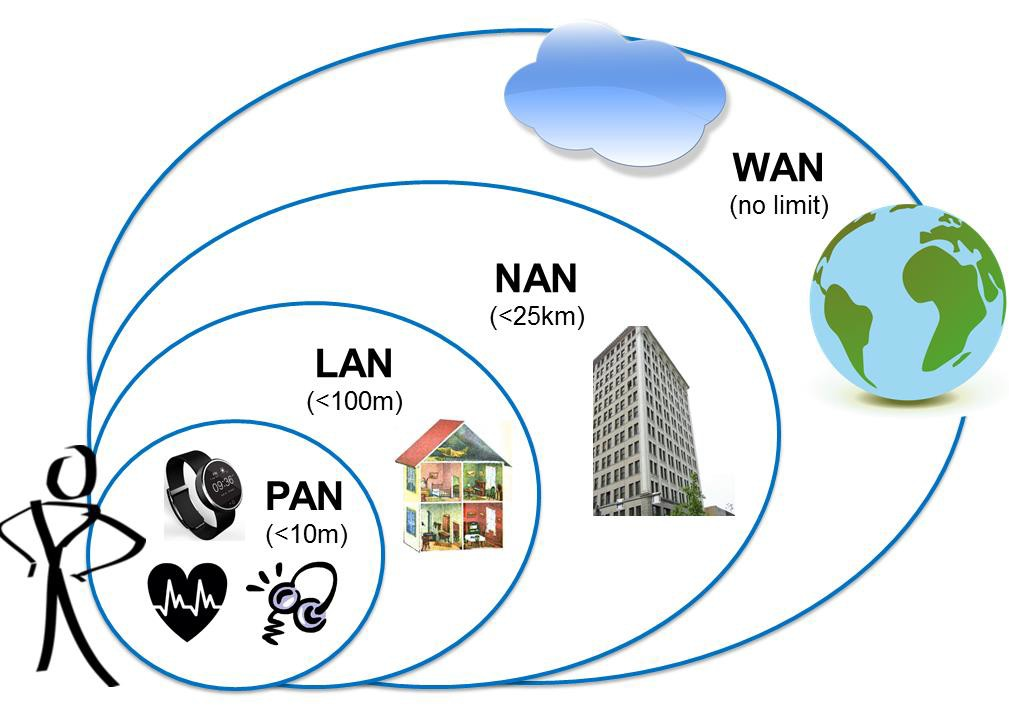 WAN
(no limit)
NAN
(<25km)
LAN
(<100m)
PAN
(<10m)
09:36